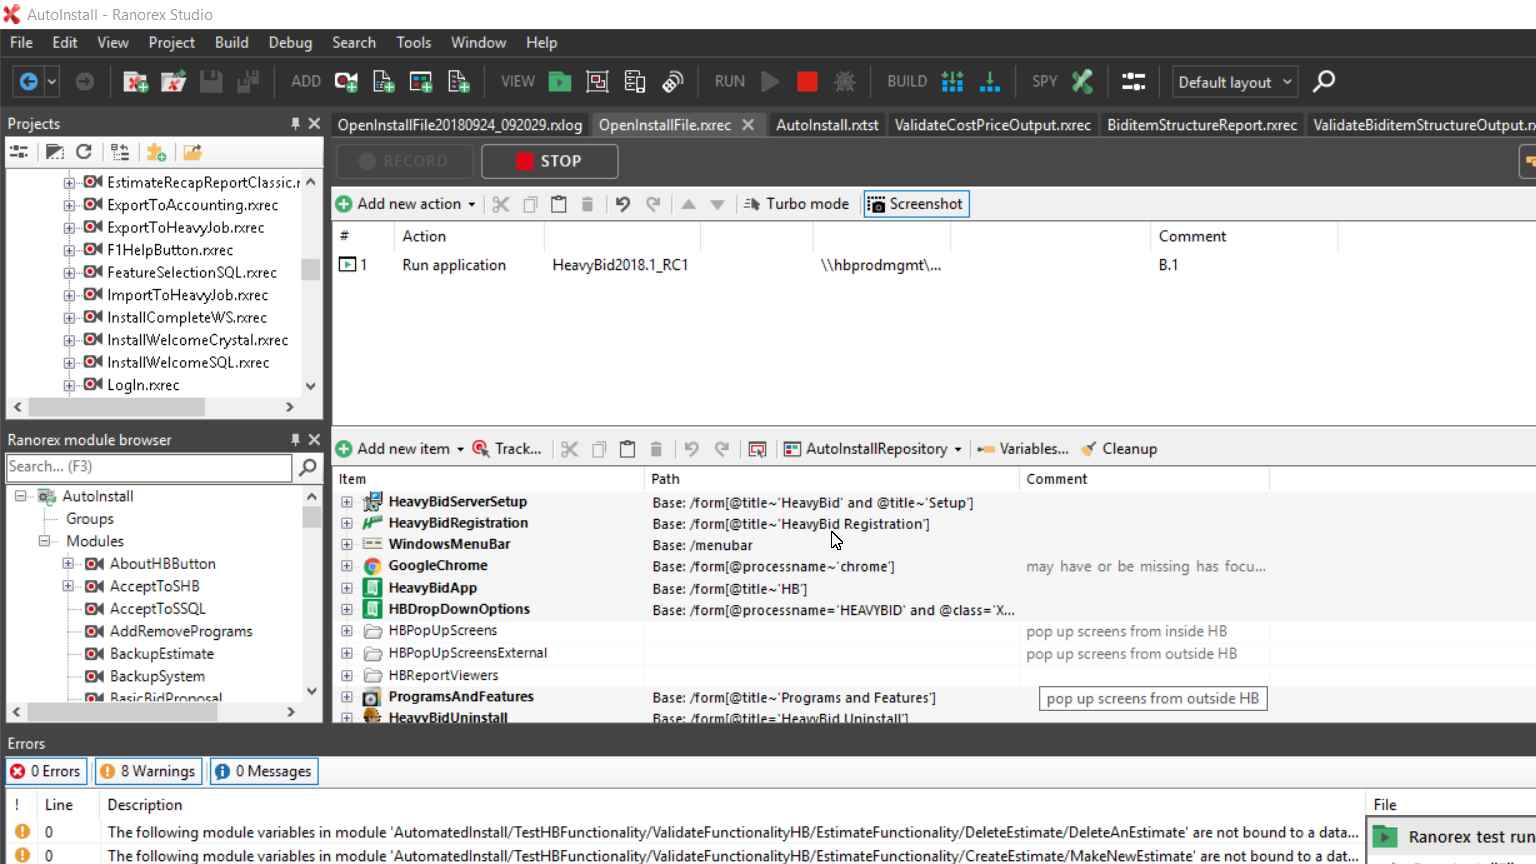 AutoInstall - Ranorex Studio
File Edit View Project Build Debug Search Tools Window Help
ADD VIEW RUN BUILD SPY Default layout
Projects
OpenInstallFile20180924_092029.rxlog OpenInstallFile.rxrec AutoInstall.rxtst ValidateCostPriceOutput.rxrec BiditemStructureReport.rxrec ValidateBiditemStructureOutput.rx
RECORD STOP
EstimateRecapReportClassic.r
ExportToAccounting.rxrec
ExportToHeavyJob.rxrec
F1HelpButton.rxrec
FeatureSelectionSQL.rxrec
ImportToHeavyJob.rxrec
InstallCompleteWS.rxrec
InstallWelcomeCrystal.rxrec
InstallWelcomeSQL.rxrec
LogIn.rxrec
Add new action Turbo mode Screenshot
# Action Comment
1 Run application HeavyBid2018.1_RC1 \\hbprodmgmt\... B.1
Ranorex module browser
Search... (F3)
AutoInstall
Groups
Modules
AboutHBButton
AcceptToSHB
AcceptToSSQL
AddRemovePrograms
BackupEstimate
BackupSystem
BasicBidProposal
Add new item Track... AutoInstallRepository Variables... Cleanup
Item Path Comment
HeavyBidServerSetup Base: /form[@title~'HeavyBid' and @title~'Setup']
HeavyBidRegistration Base: /form[@title~'HeavyBid Registration']
WindowsMenuBar Base: /menubar
GoogleChrome Base: /form[@processname~'chrome'] may have or be missing has focu...
HeavyBidApp Base: /form[@title~'HB']
HBDropDownOptions Base: /form[@processname='HEAVYBID' and @class='X...
HBPopUpScreens pop up screens from inside HB
HBPopUpScreensExternal pop up screens from outside HB
HBReportViewers
ProgramsAndFeatures Base: /form[@title~'Programs and Features'] pop up screens from outside HB
HeavyBidUninstall Base: /form[@title='HeavyBid Uninstall']
Errors
0 Errors 8 Warnings 0 Messages
! Line Description File
0 The following module variables in module 'AutomatedInstall/TestHBFunctionality/ValidateFunctionalityHB/EstimateFunctionality/DeleteEstimate/DeleteAnEstimate' are not bound to a data...
0 The following module variables in module 'AutomatedInstall/TestHBFunctionality/ValidateFunctionalityHB/EstimateFunctionality/CreateEstimate/MakeNewEstimate' are not bound to a dat...
Ranorex test run